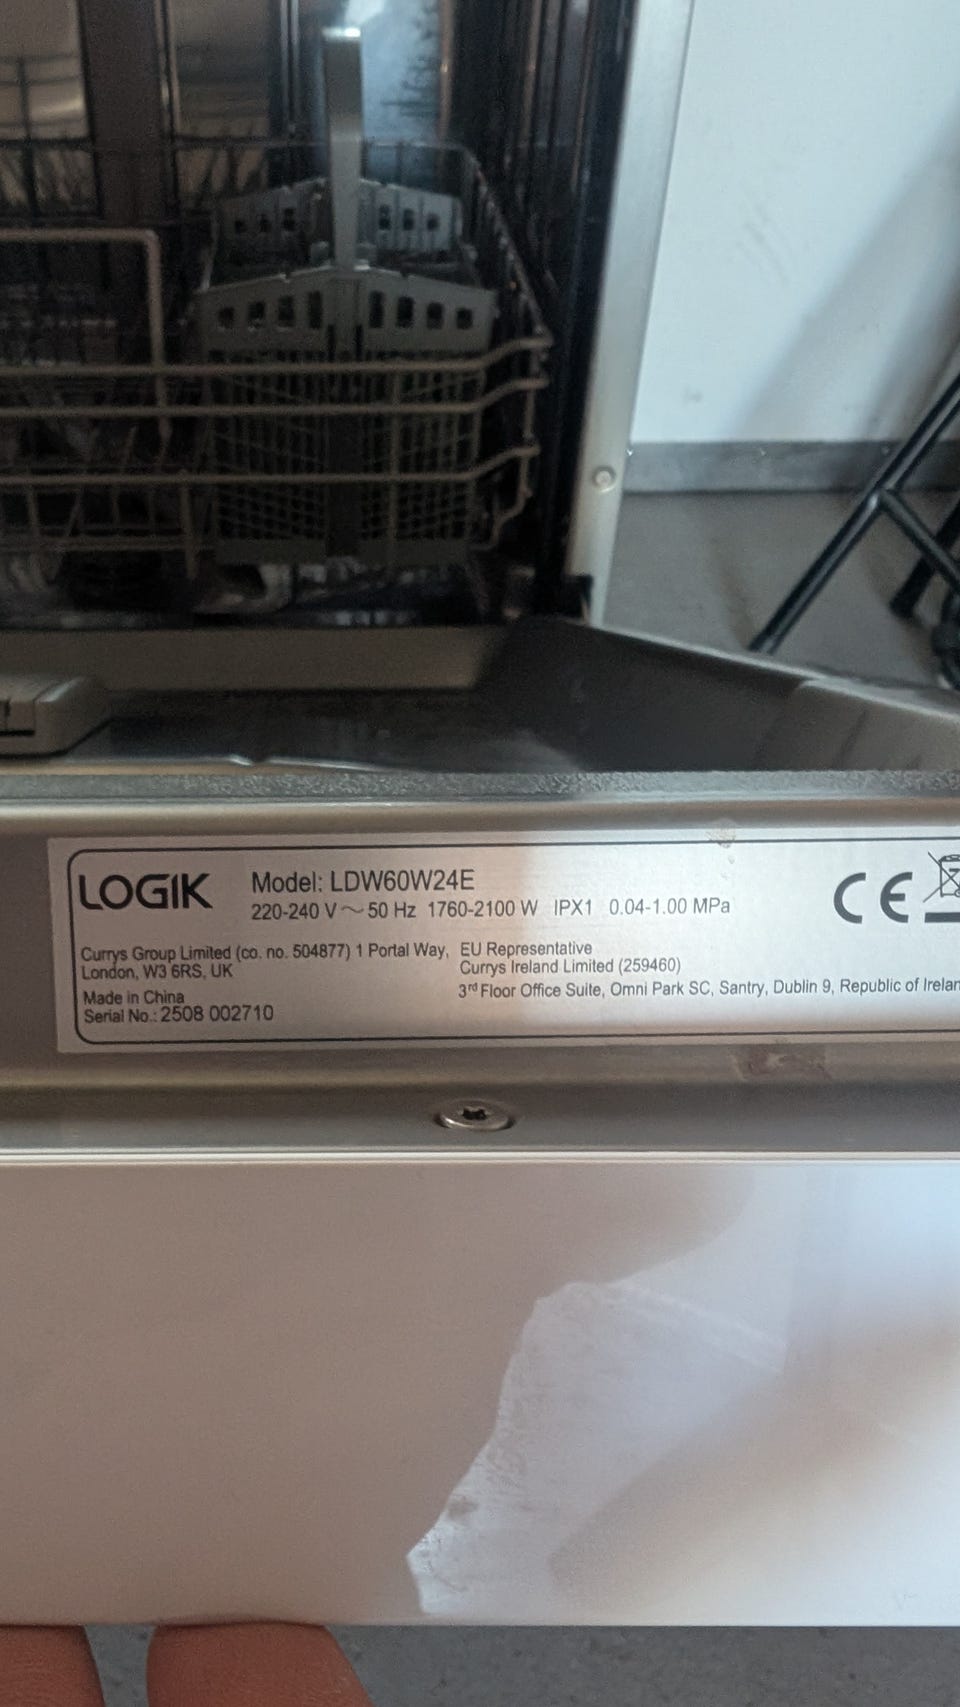 LOGIK
Model: LDW60W24E
220-240 V ~ 50 Hz 1760-2100 W IPX1 0.04-1.00 MPa
CE
Currys Group Limited (co. no. 504877) 1 Portal Way,
London, W3 6RS, UK
Made in China
Serial No.: 2508 002710
EU Representative
Currys Ireland Limited (259460)
3rd Floor Office Suite, Omni Park SC, Santry, Dublin 9, Republic of Irelan